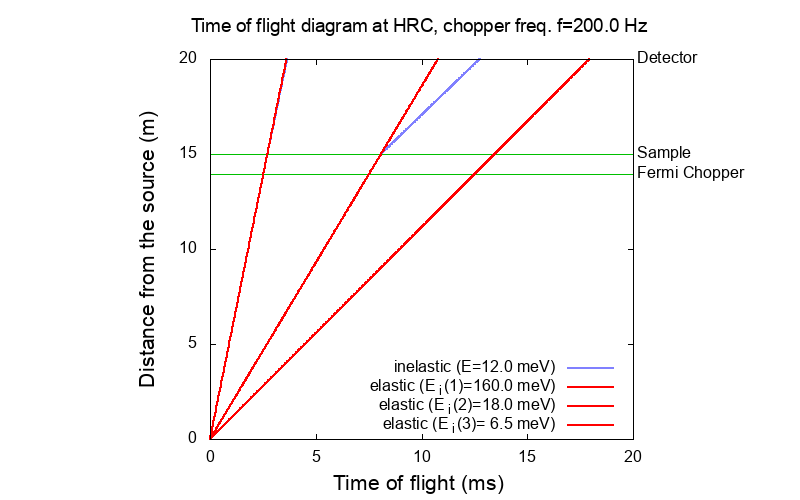 Time of flight diagram at HRC, chopper freq. f=200.0 Hz
20
Detector
15
Sample
Fermi Chopper
10
5
0
Distance from the source (m)
inelastic (E=12.0 meV)
elastic (E i (1)=160.0 meV)
elastic (E i (2)=18.0 meV)
elastic (E i (3)= 6.5 meV)
0 5 10 15 20
Time of flight (ms)